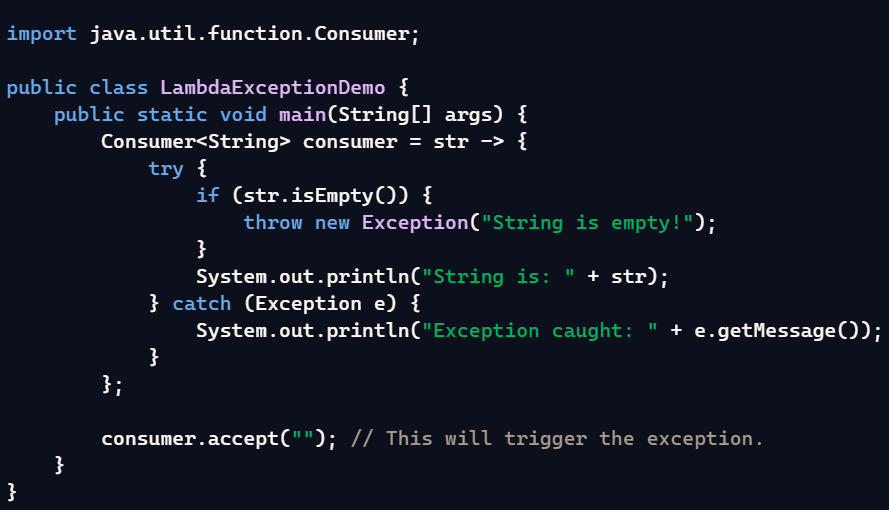 import java.util.function.Consumer;
public class LambdaExceptionDemo {
    public static void main(String[] args) {
        Consumer<String> consumer = str -> {
            try {
                if (str.isEmpty()) {
                    throw new Exception("String is empty!");
                }
                System.out.println("String is: " + str);
            } catch (Exception e) {
                System.out.println("Exception caught: " + e.getMessage());
            }
        };
        consumer.accept(""); // This will trigger the exception.
    }
}